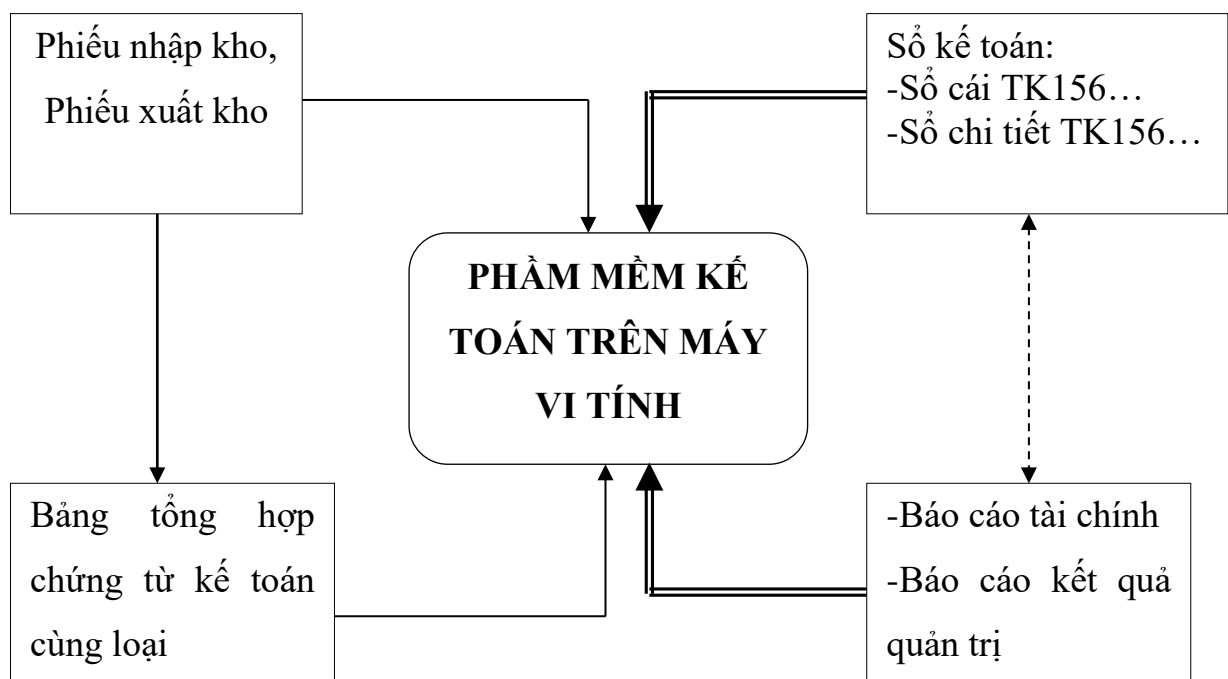 Phiếu nhập kho,
Phiếu xuất kho
Sổ kế toán:
-Sổ cái TK156…
-Sổ chi tiết TK156…
PHẦM MỀM KẾ
TOÁN TRÊN MÁY
VI TÍNH
Bảng tổng hợp
chứng từ kế toán
cùng loại
-Báo cáo tài chính
-Báo cáo kết quả
quản trị